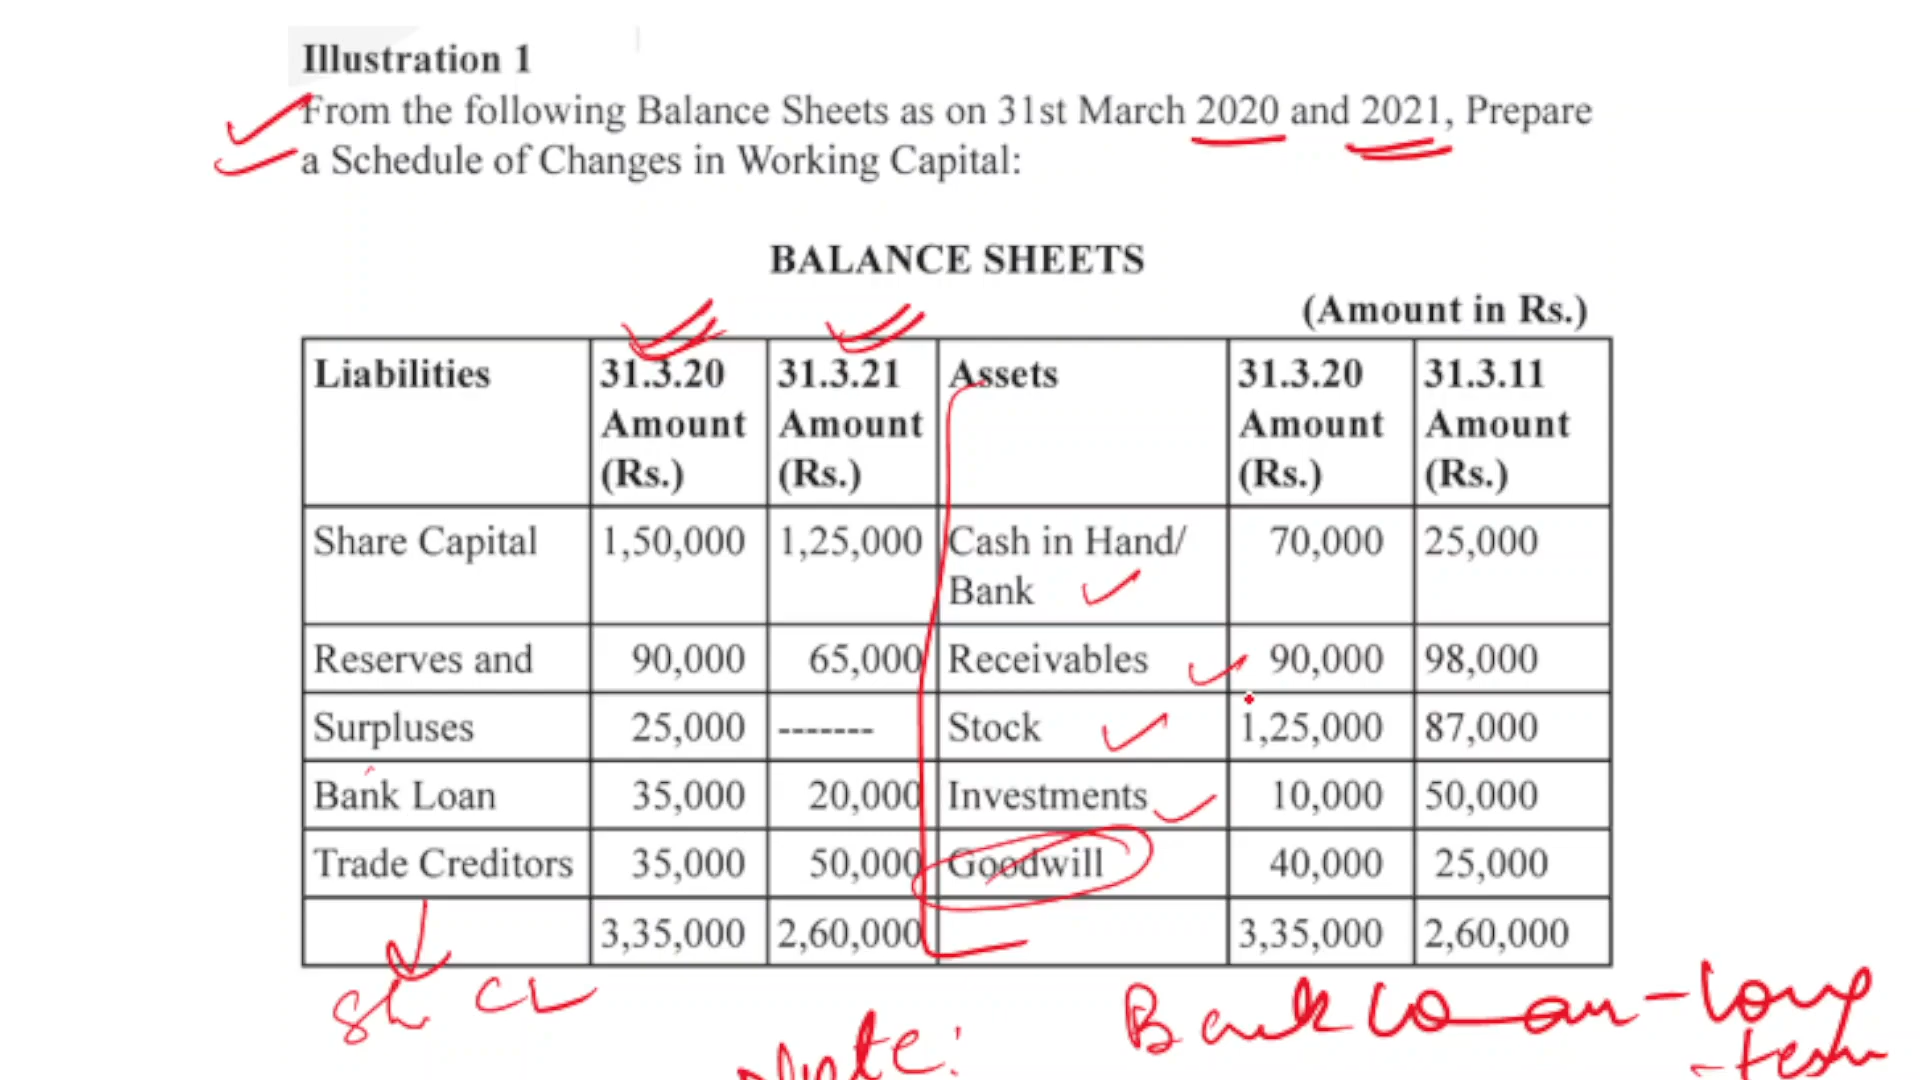 Illustration 1
From the following Balance Sheets as on 31st March 2020 and 2021, Prepare
a Schedule of Changes in Working Capital:
BALANCE SHEETS
(Amount in Rs.)
Liabilities 31.3.20 Amount (Rs.) 31.3.21 Amount (Rs.) Assets 31.3.20 Amount (Rs.) 31.3.11 Amount (Rs.)
Share Capital 1,50,000 1,25,000 Cash in Hand/ Bank 70,000 25,000
Reserves and 90,000 65,000 Receivables 90,000 98,000
Surpluses 25,000 ------- Stock 1,25,000 87,000
Bank Loan 35,000 20,000 Investments 10,000 50,000
Trade Creditors 35,000 50,000 Goodwill 40,000 25,000
3,35,000 2,60,000 3,35,000 2,60,000
CL
Note:
Bank Loan - Long
- term